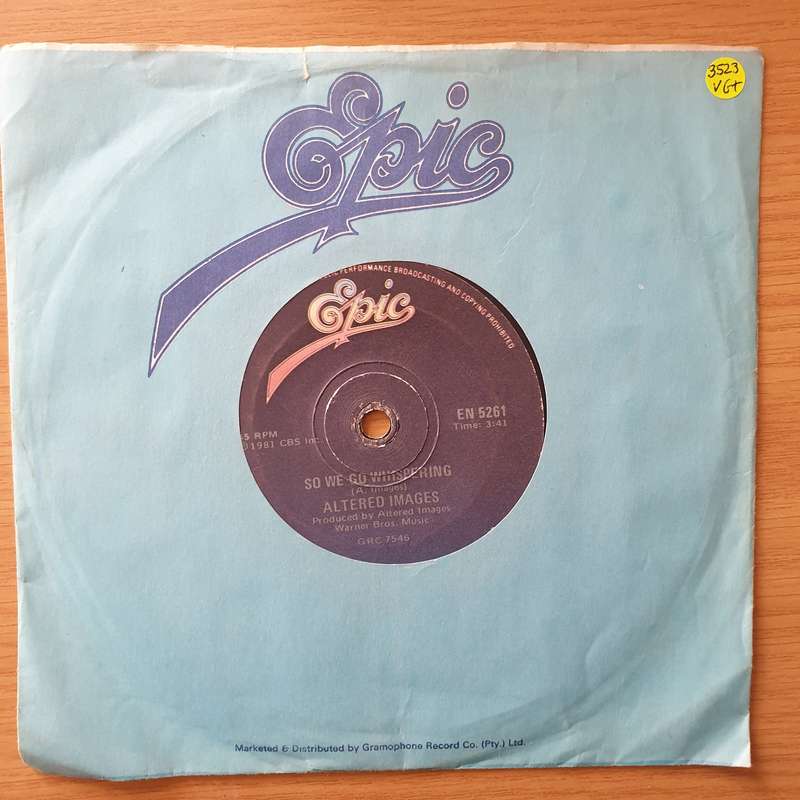 3523
VG+
Epic
PERFORMANCE BROADCASTING AND COPYING PROHIBITED
Epic
EN 5261
Time: 3:41
RPM
1981 CBS Inc.
SO WE GO WHISPERING
(A. Images)
ALTERED IMAGES
Produced by Altered Images
Warner Bros. Music
GRC 7546
Marketed & Distributed by Gramophone Record Co. (Pty.) Ltd.